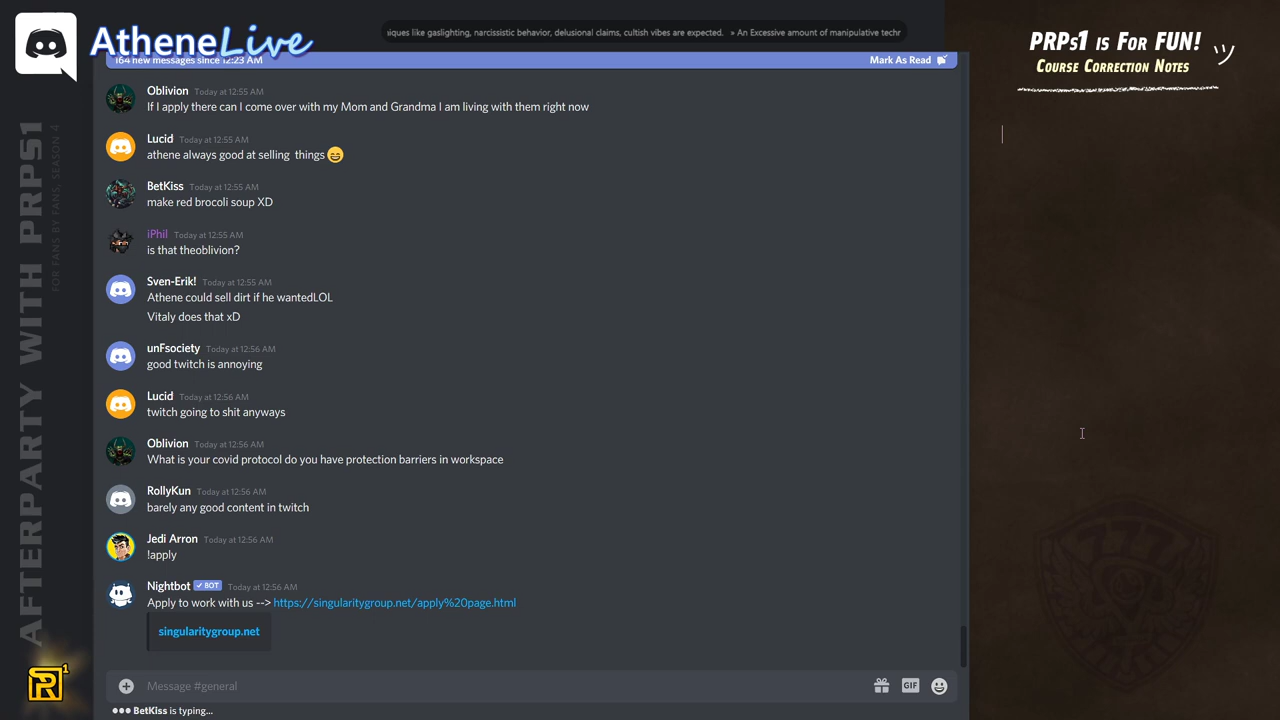 AtheneLive
iques like gaslighting, narcissistic behavior, delusional claims, cultish vibes are expected. » An Excessive amount of manipulative techr
PRPs1 is For FUN! ツ
Course Correction Notes
164 new messages since 12:23 AM
Mark As Read
Oblivion Today at 12:55 AM
If I apply there can I come over with my Mom and Grandma I am living with them right now
Lucid Today at 12:55 AM
athene always good at selling things 😄
BetKiss Today at 12:55 AM
make red brocoli soup XD
iPhil Today at 12:55 AM
is that theoblivion?
Sven-Erik! Today at 12:55 AM
Athene could sell dirt if he wantedLOL
Vitaly does that xD
unFsociety Today at 12:56 AM
good twitch is annoying
Lucid Today at 12:56 AM
twitch going to shit anyways
Oblivion Today at 12:56 AM
What is your covid protocol do you have protection barriers in workspace
RollyKun Today at 12:56 AM
barely any good content in twitch
Jedi Arron Today at 12:56 AM
!apply
Nightbot ✓ BOT Today at 12:56 AM
Apply to work with us --> https://singularitygroup.net/apply%20page.html
singularitygroup.net
Message #general
GIF
BetKiss is typing...
AFTERPARTY WITH PRPS1
FOR FANS BY FANS, SEASON 4
R1
777